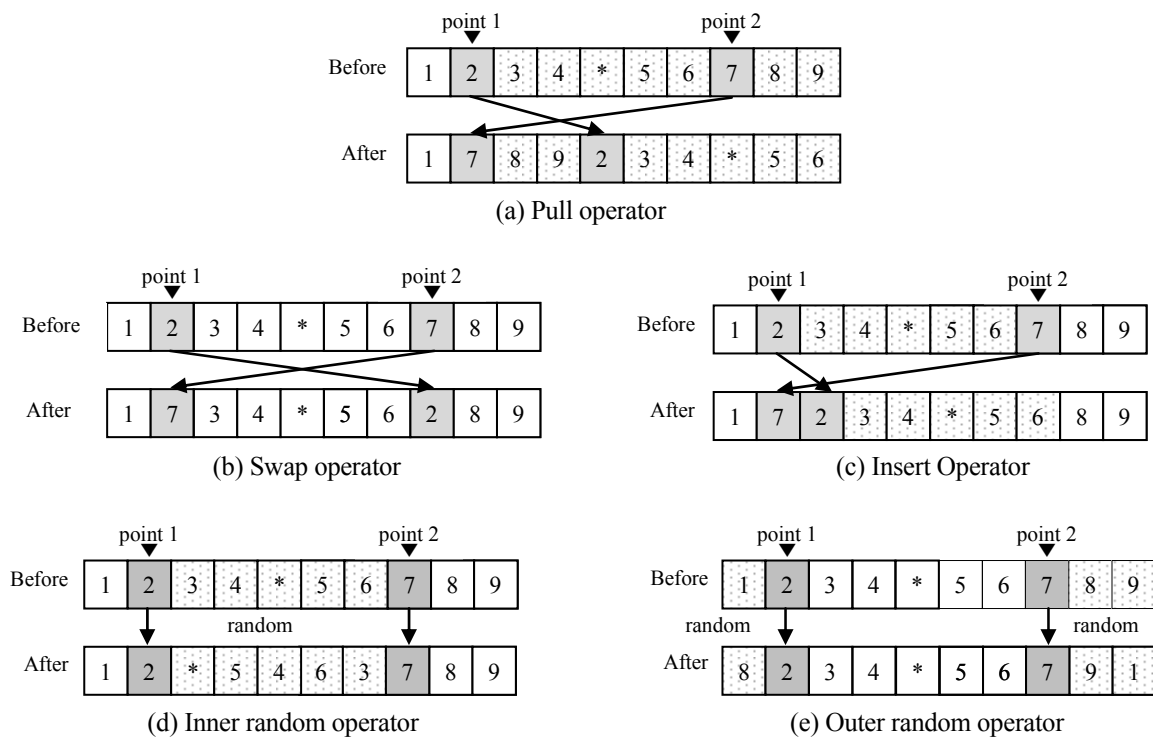 point 1 point 2
Before 1 2 3 4 * 5 6 7 8 9
After 1 7 8 9 2 3 4 * 5 6
(a) Pull operator
point 1 point 2
Before 1 2 3 4 * 5 6 7 8 9
After 1 7 3 4 * 5 6 2 8 9
(b) Swap operator
point 1 point 2
Before 1 2 3 4 * 5 6 7 8 9
After 1 7 2 3 4 * 5 6 8 9
(c) Insert Operator
point 1 point 2
Before 1 2 3 4 * 5 6 7 8 9
random
After 1 2 * 5 4 6 3 7 8 9
(d) Inner random operator
point 1 point 2
Before 1 2 3 4 * 5 6 7 8 9
random random
After 8 2 3 4 * 5 6 7 9 1
(e) Outer random operator